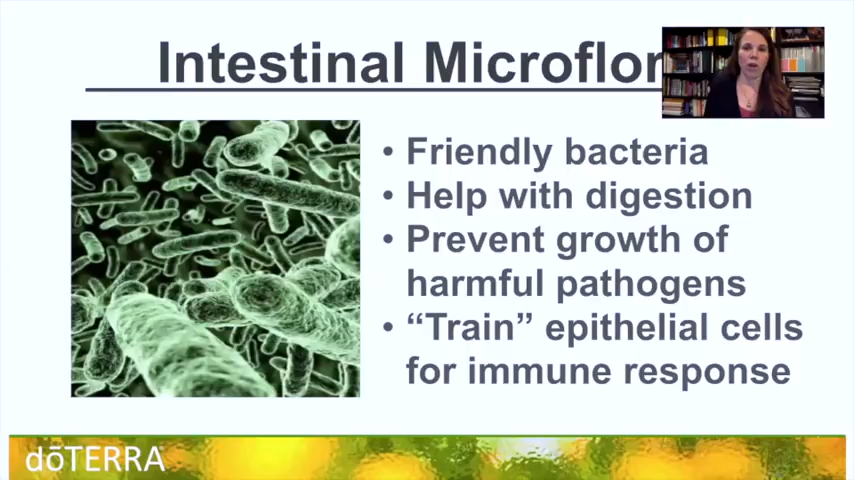 Intestinal Microflor
• Friendly bacteria
• Help with digestion
• Prevent growth of
harmful pathogens
• “Train” epithelial cells
for immune response
dōTERRA